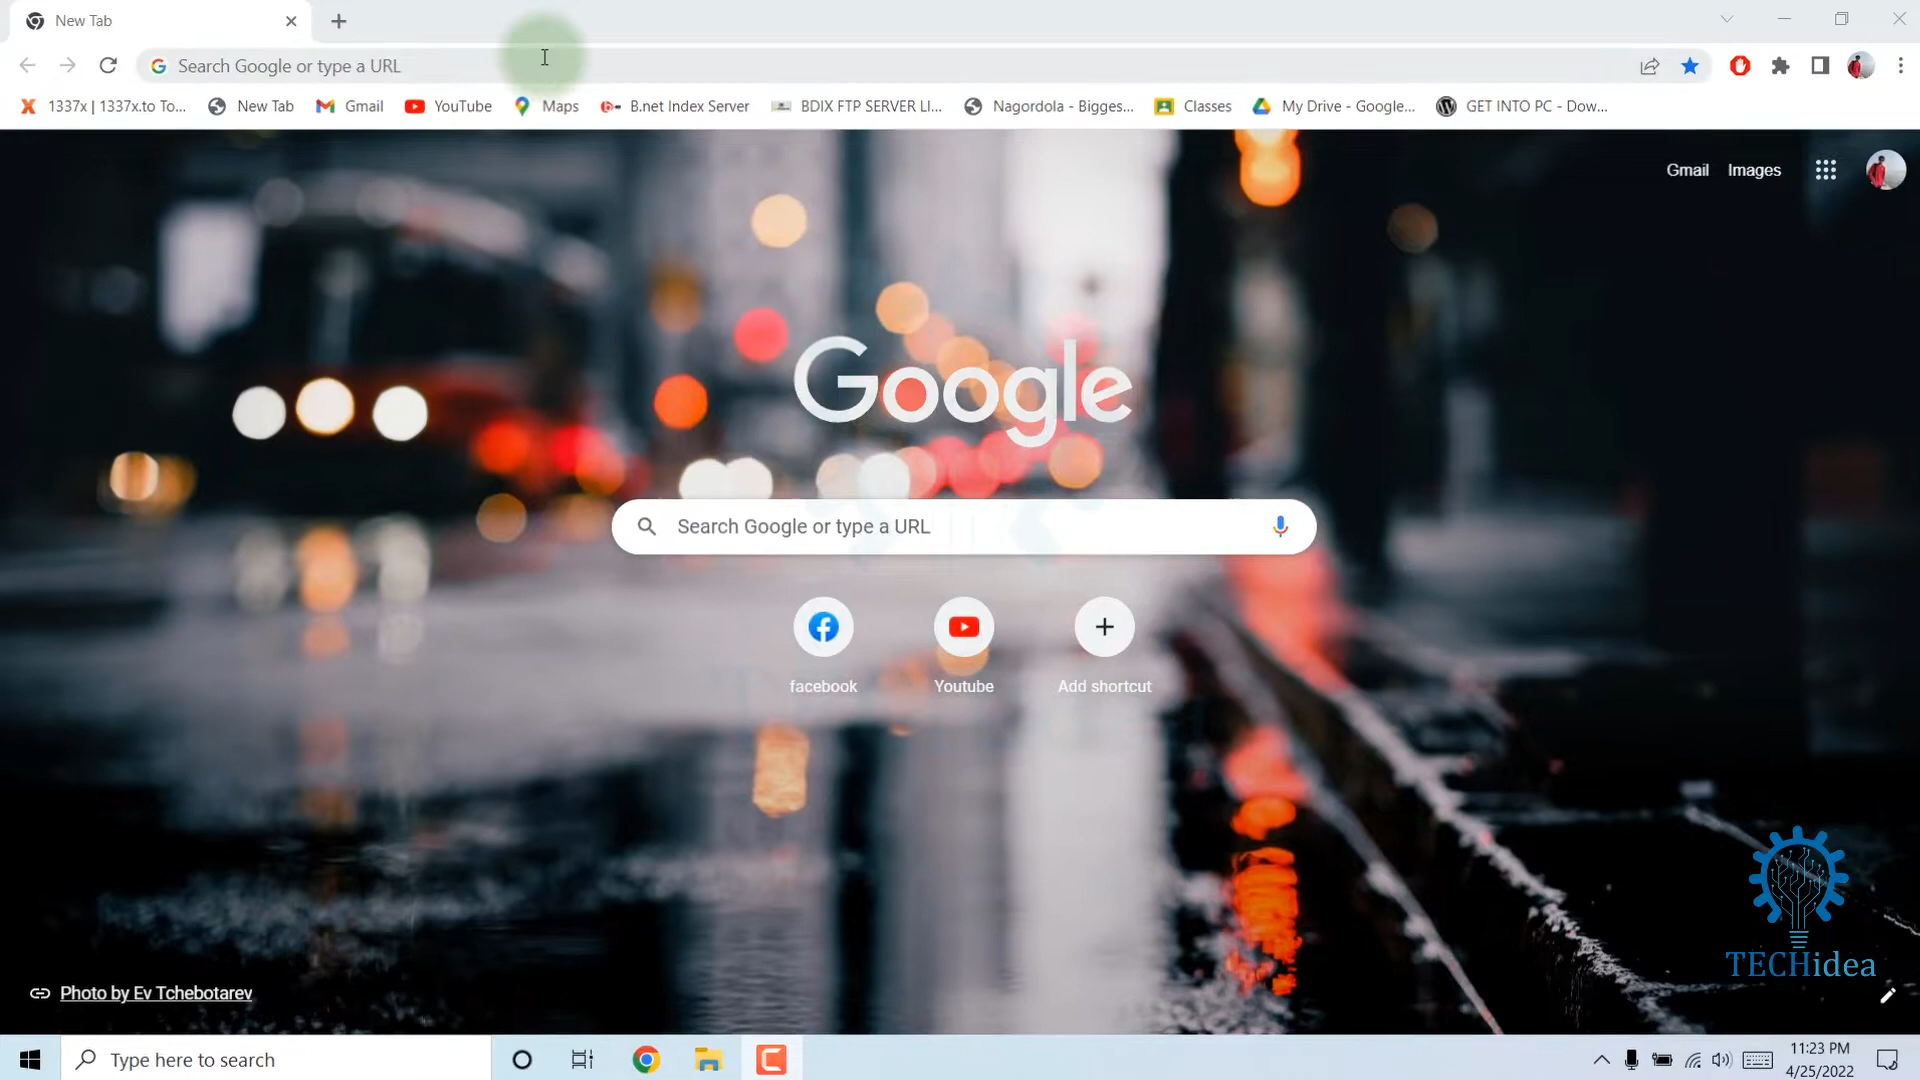 New Tab
Search Google or type a URL
1337x | 1337x.to To...
New Tab
Gmail
YouTube
Maps
B.net Index Server
BDIX FTP SERVER LI...
Nagordola - Bigges...
Classes
My Drive - Google...
GET INTO PC - Dow...
Gmail
Images
Google
Search Google or type a URL
facebook
Youtube
Add shortcut
TECHidea
Photo by Ev Tchebotarev
Type here to search
11:23 PM
4/25/2022